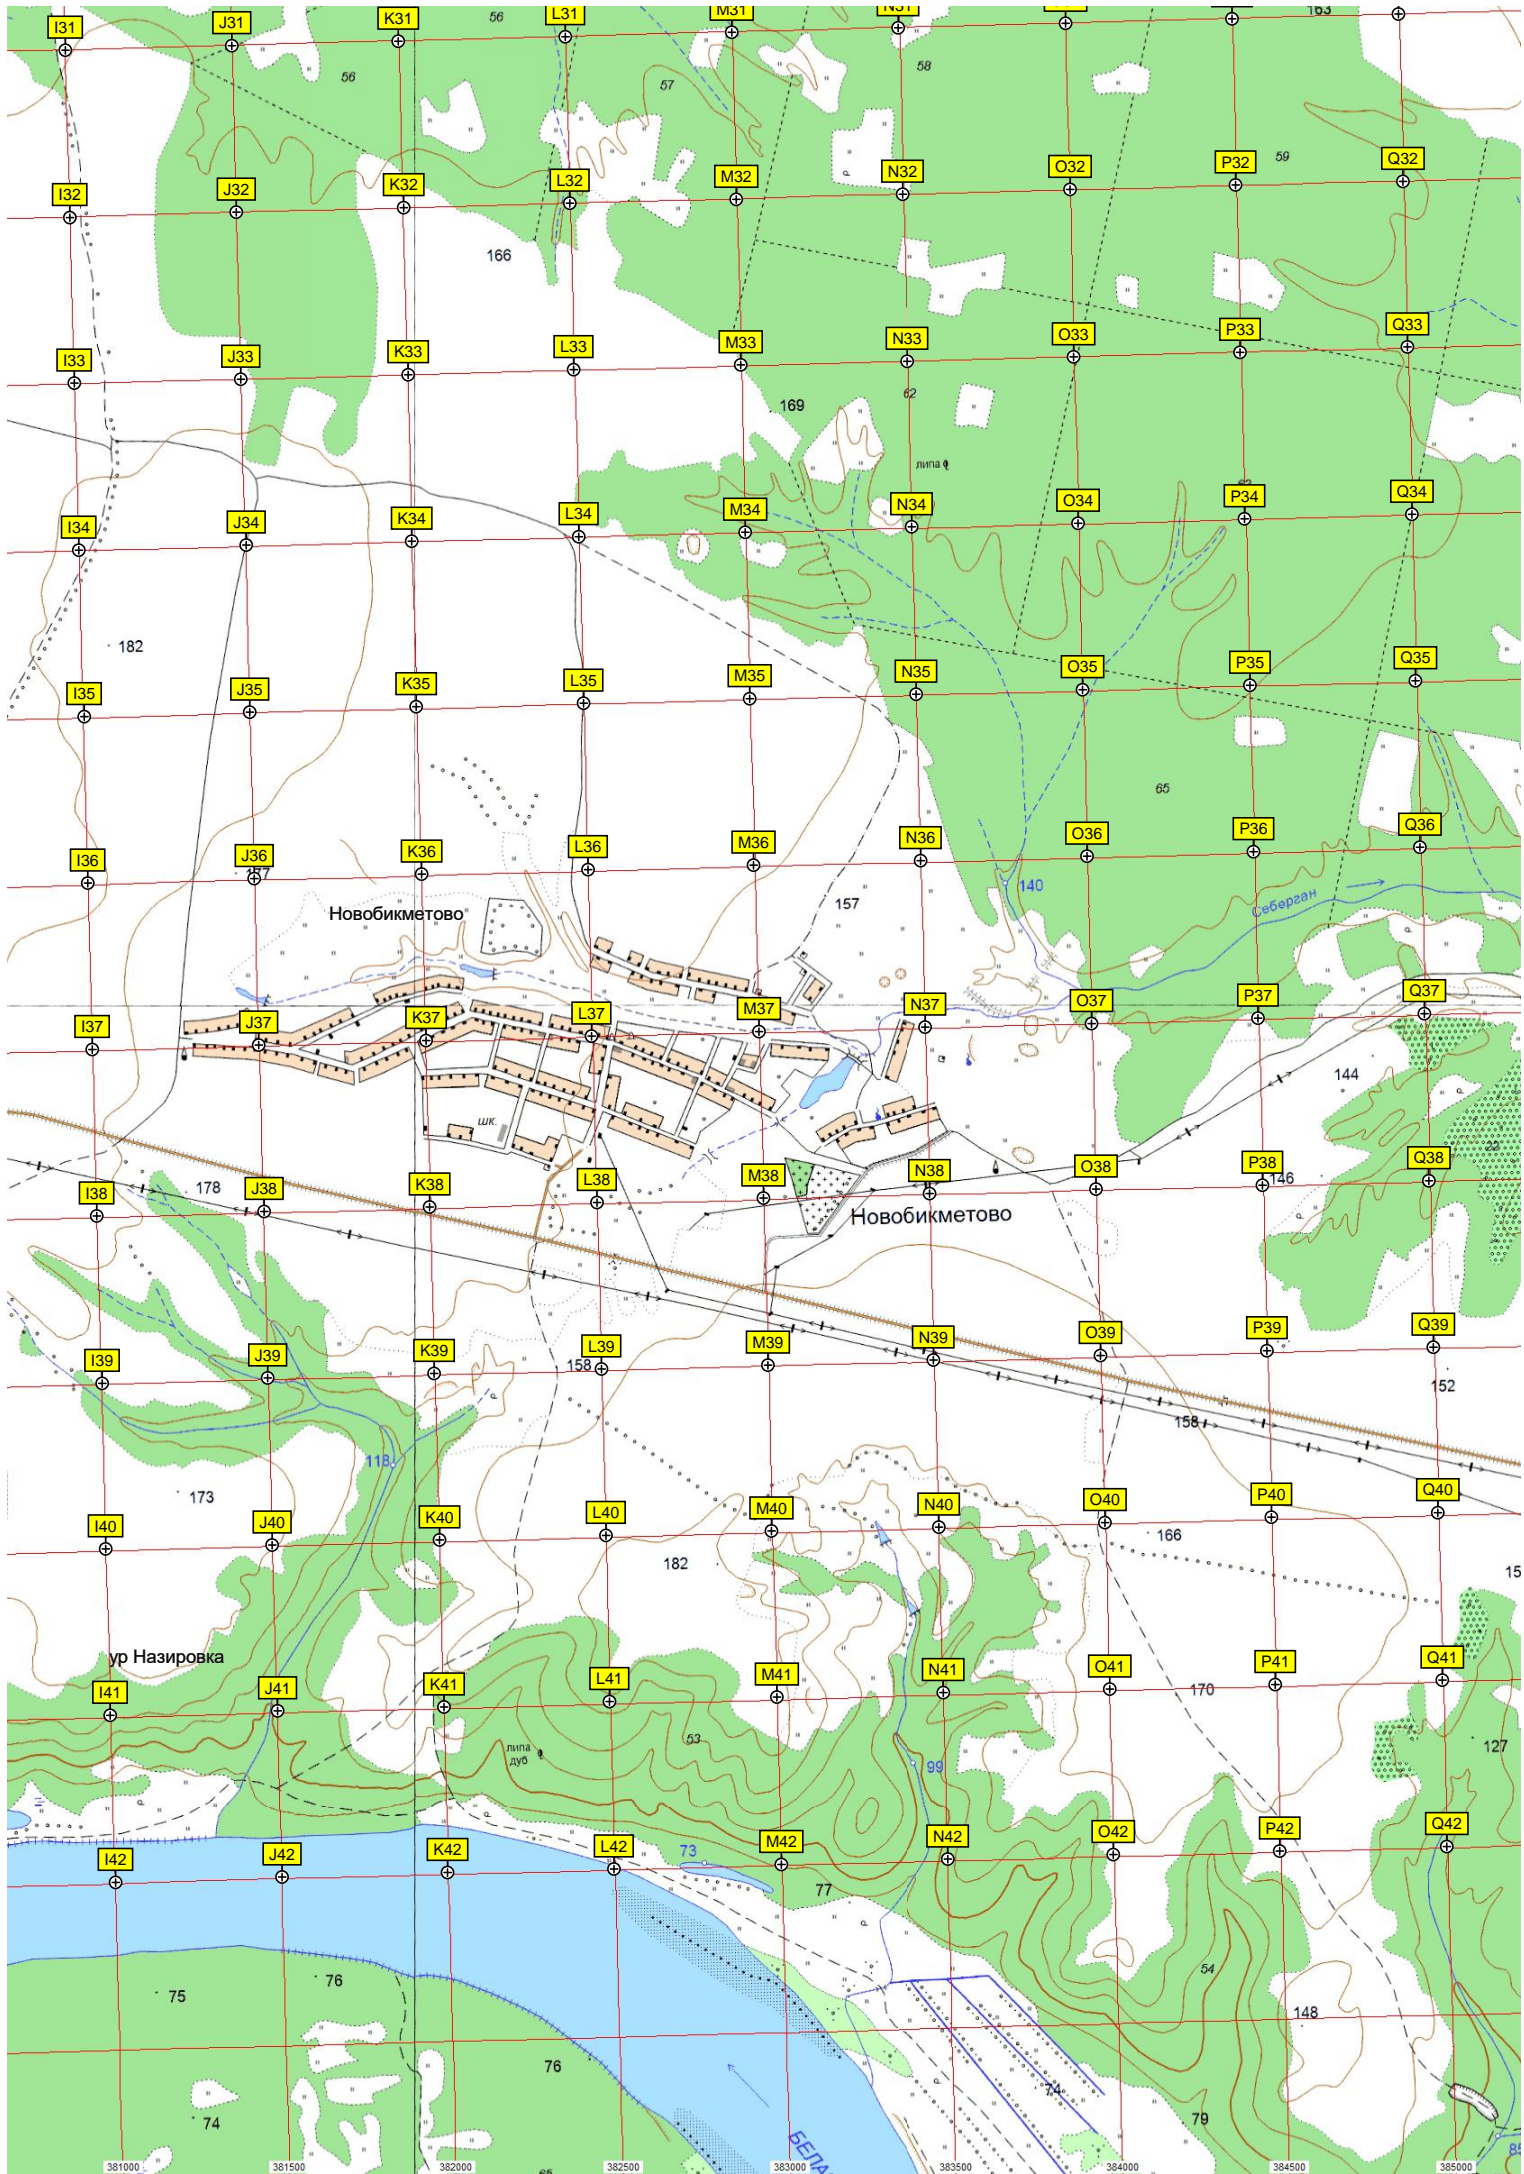 I31 J31 K31 56 L31 M31 N31 163
56 57 58
I32 J32 K32 L32 M32 N32 O32 P32 59 Q32
166
I33 J33 K33 L33 M33 N33 O33 P33 Q33
169 62
липа
I34 J34 K34 L34 M34 N34 O34 P34 Q34
182
I35 J35 K35 L35 M35 N35 O35 P35 Q35
65
I36 J36 K36 L36 M36 N36 O36 P36 Q36
140
Себерган
157
Новобикметово
I37 J37 K37 L37 M37 N37 O37 P37 Q37
144
шк.
I38 178 J38 K38 L38 M38 N38 O38 P38 146 Q38
Новобикметово
I39 J39 K39 158 L39 M39 N39 O39 P39 Q39
152
158
118
173
I40 J40 K40 L40 M40 N40 O40 P40 Q40
182 166
15
ур Назировка
I41 J41 K41 L41 M41 N41 O41 P41 Q41
170
липа
дуб
53
99
127
I42 J42 K42 L42 73 M42 N42 O42 P42 Q42
77
54
75 76
148
76
74
74 79
БЕЛА
85
381000 381500 382000 382500 383000 383500 384000 384500 385000